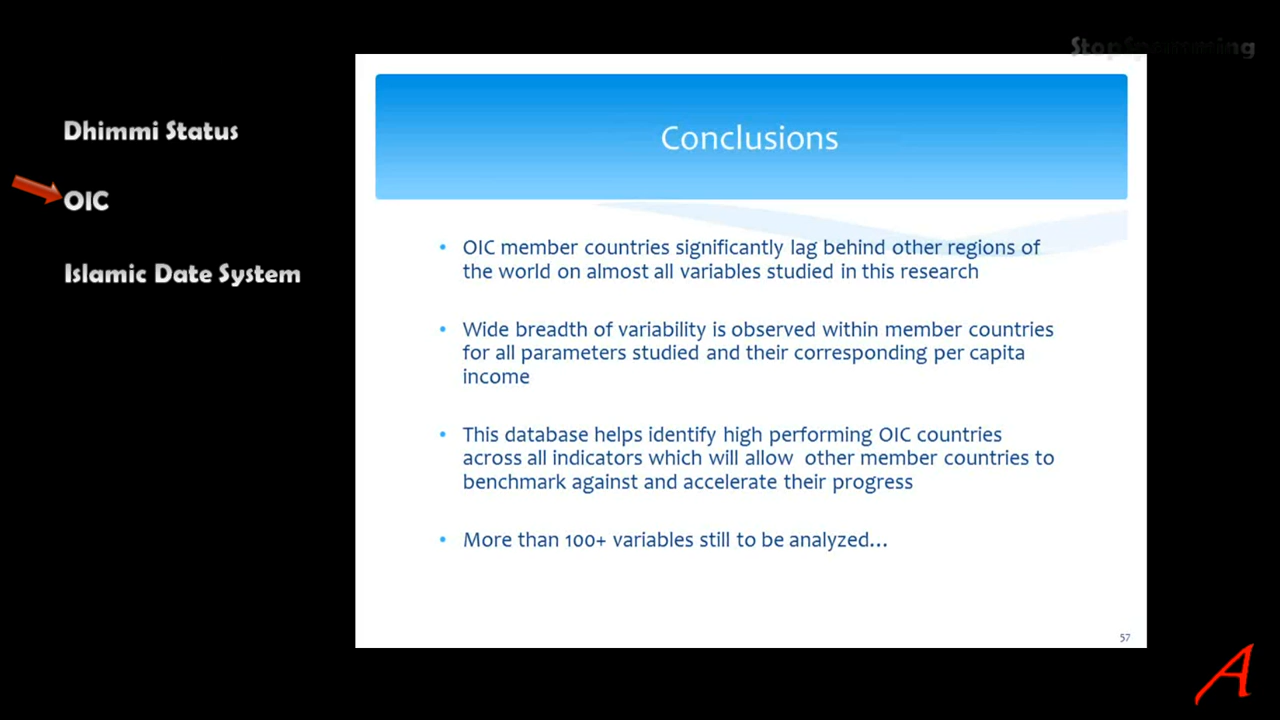 StopSpamming
Dhimmi Status
OIC
Islamic Date System
Conclusions
• OIC member countries significantly lag behind other regions of
the world on almost all variables studied in this research
• Wide breadth of variability is observed within member countries
for all parameters studied and their corresponding per capita
income
• This database helps identify high performing OIC countries
across all indicators which will allow other member countries to
benchmark against and accelerate their progress
• More than 100+ variables still to be analyzed...
57
A